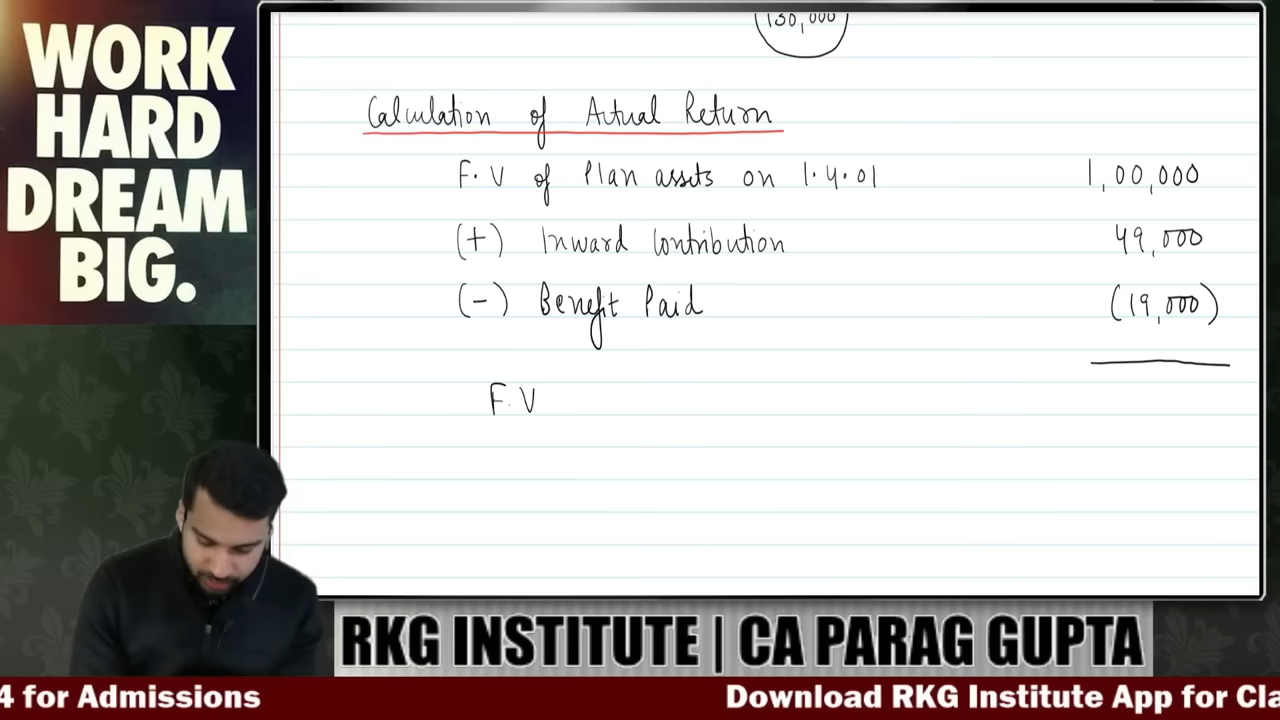 WORK
HARD
DREAM
BIG.
130,000
Calculation of Actual Return
F.V of Plan assets on 1.4.01 1,00,000
(+) Inward Contribution 49,000
(-) Benefit Paid (19,000)
F.V
RKG INSTITUTE | CA PARAG GUPTA
4 for Admissions
Download RKG Institute App for Cla